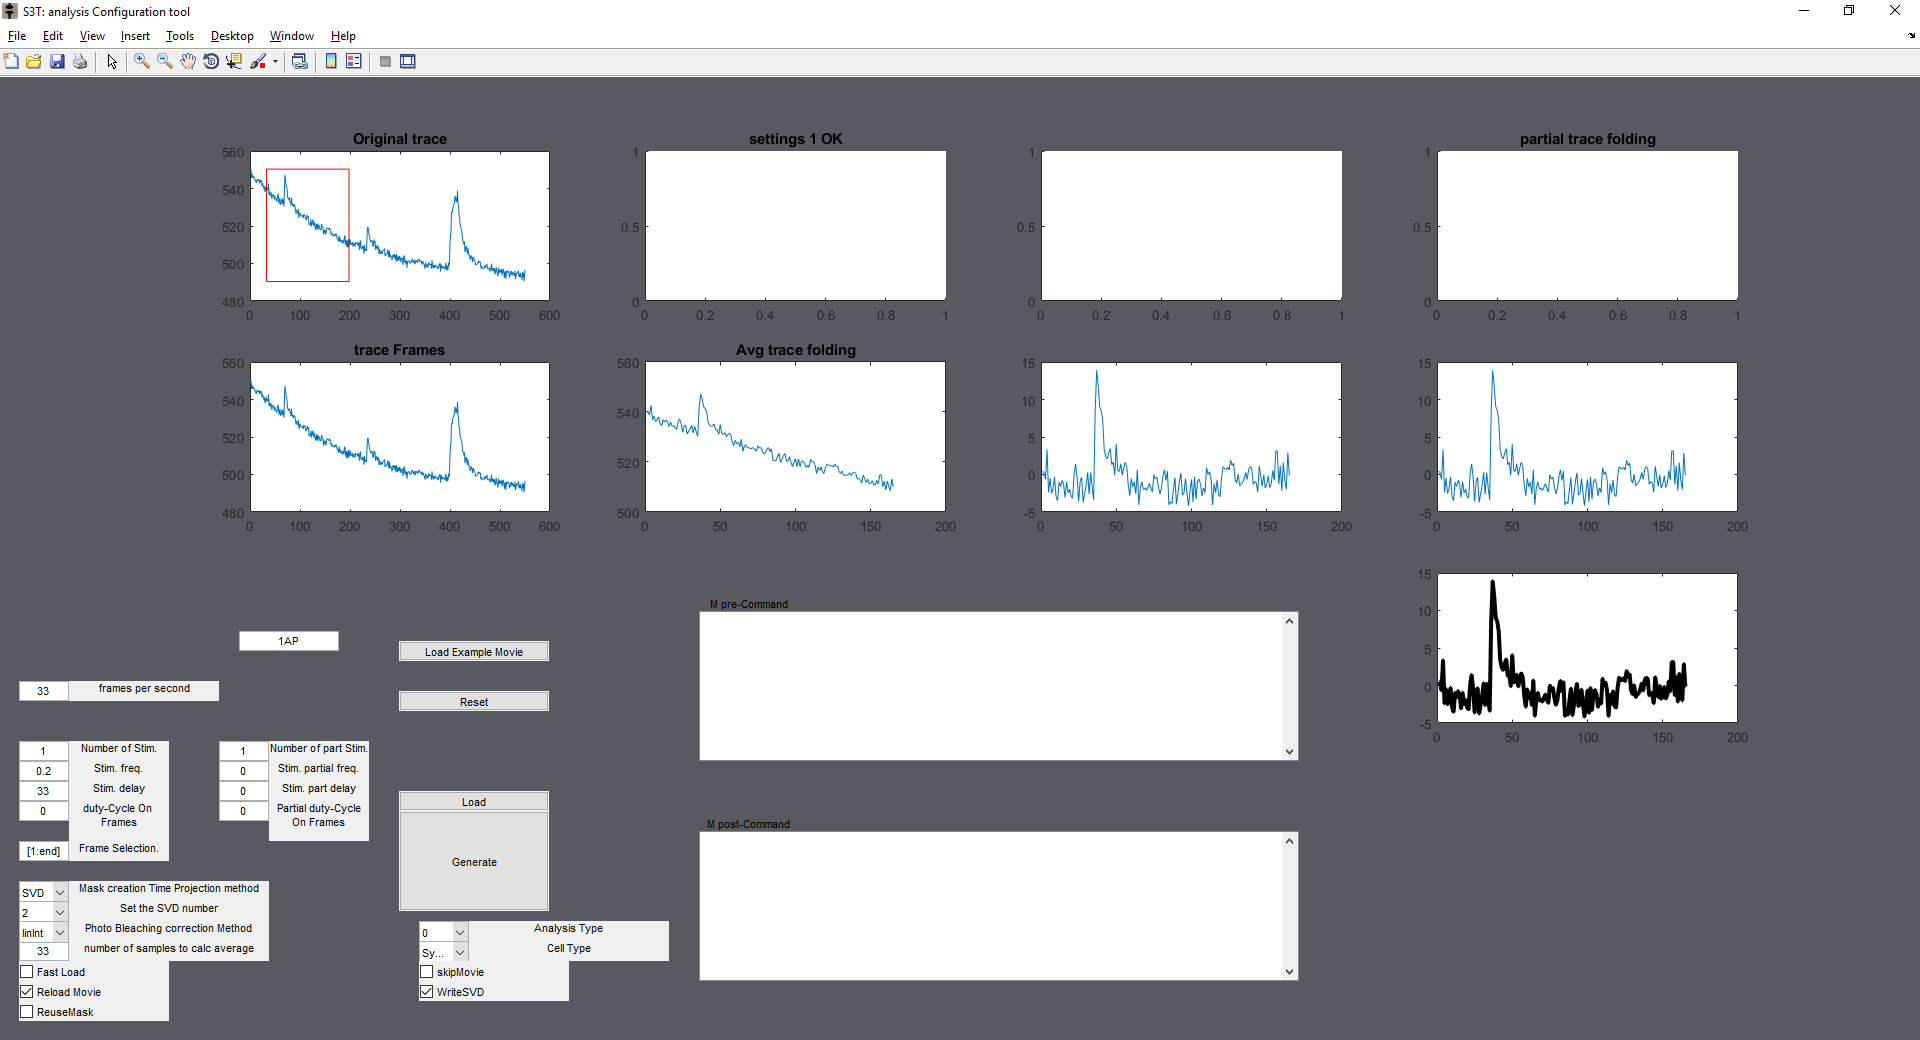 S3T: analysis Configuration tool
File Edit View Insert Tools Desktop Window Help
Original trace
560
540
520
500
480
0 100 200 300 400 500 600
settings 1 OK
1
0.5
0
0 0.2 0.4 0.6 0.8 1
1
0.5
0
0 0.2 0.4 0.6 0.8 1
partial trace folding
1
0.5
0
0 0.2 0.4 0.6 0.8 1
trace Frames
560
540
520
500
480
0 100 200 300 400 500 600
Avg trace folding
560
540
520
500
0 50 100 150 200
15
10
5
0
-5
0 50 100 150 200
15
10
5
0
-5
0 50 100 150 200
15
10
5
0
-5
0 50 100 150 200
1AP
33 frames per second
Load Example Movie
Reset
1 Number of Stim.
0.2 Stim. freq.
33 Stim. delay
0 duty-Cycle On
Frames
[1:end] Frame Selection.
1 Number of part Stim.
0 Stim. partial freq.
0 Stim. part delay
0 Partial duty-Cycle
On Frames
Load
Generate
SVD Mask creation Time Projection method
2 Set the SVD number
linInt Photo Bleaching correction Method
33 number of samples to calc average
Fast Load
Reload Movie
ReuseMask
0 Analysis Type
Sy... Cell Type
skipMovie
WriteSVD
M pre-Command
M post-Command